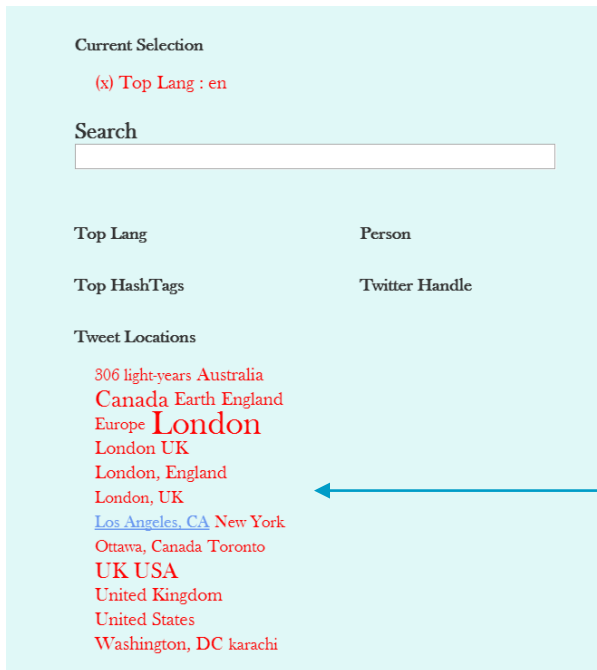 Current Selection
(x) Top Lang : en
Search
Top Lang
Person
Top HashTags
Twitter Handle
Tweet Locations
306 light-years Australia
Canada Earth England
Europe London
London UK
London, England
London, UK
Los Angeles, CA New York
Ottawa, Canada Toronto
UK USA
United Kingdom
United States
Washington, DC karachi